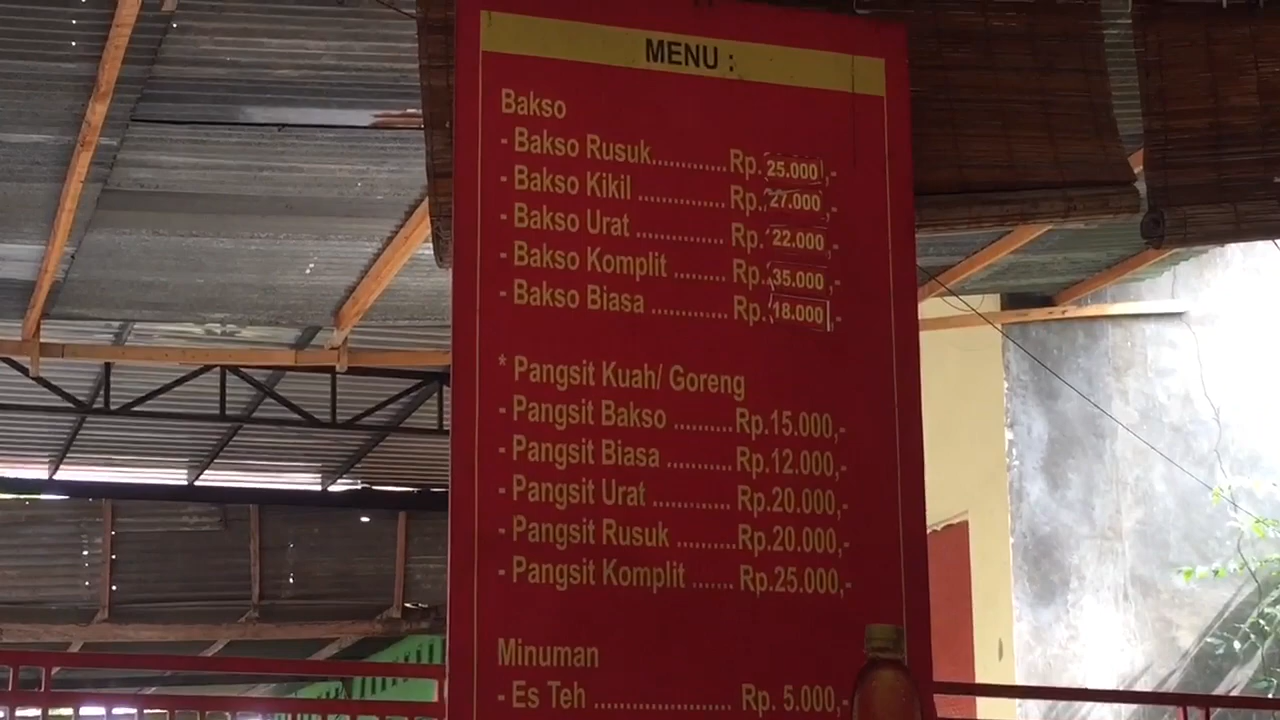 MENU :
Bakso
- Bakso Rusuk.............Rp. 25.000,-
- Bakso Kikil .............. Rp. 27.000,-
- Bakso Urat .............. Rp. 22.000,-
- Bakso Komplit ........ Rp. 35.000,-
- Bakso Biasa ............ Rp. 18.000
* Pangsit Kuah/ Goreng
- Pangsit Bakso ..........Rp.15.000,-
- Pangsit Biasa ...........Rp.12.000,-
- Pangsit Urat .............Rp.20.000,-
- Pangsit Rusuk ..........Rp.20.000,-
- Pangsit Komplit ....... Rp.25.000,-
Minuman
- Es Teh ...................... Rp. 5.000,-